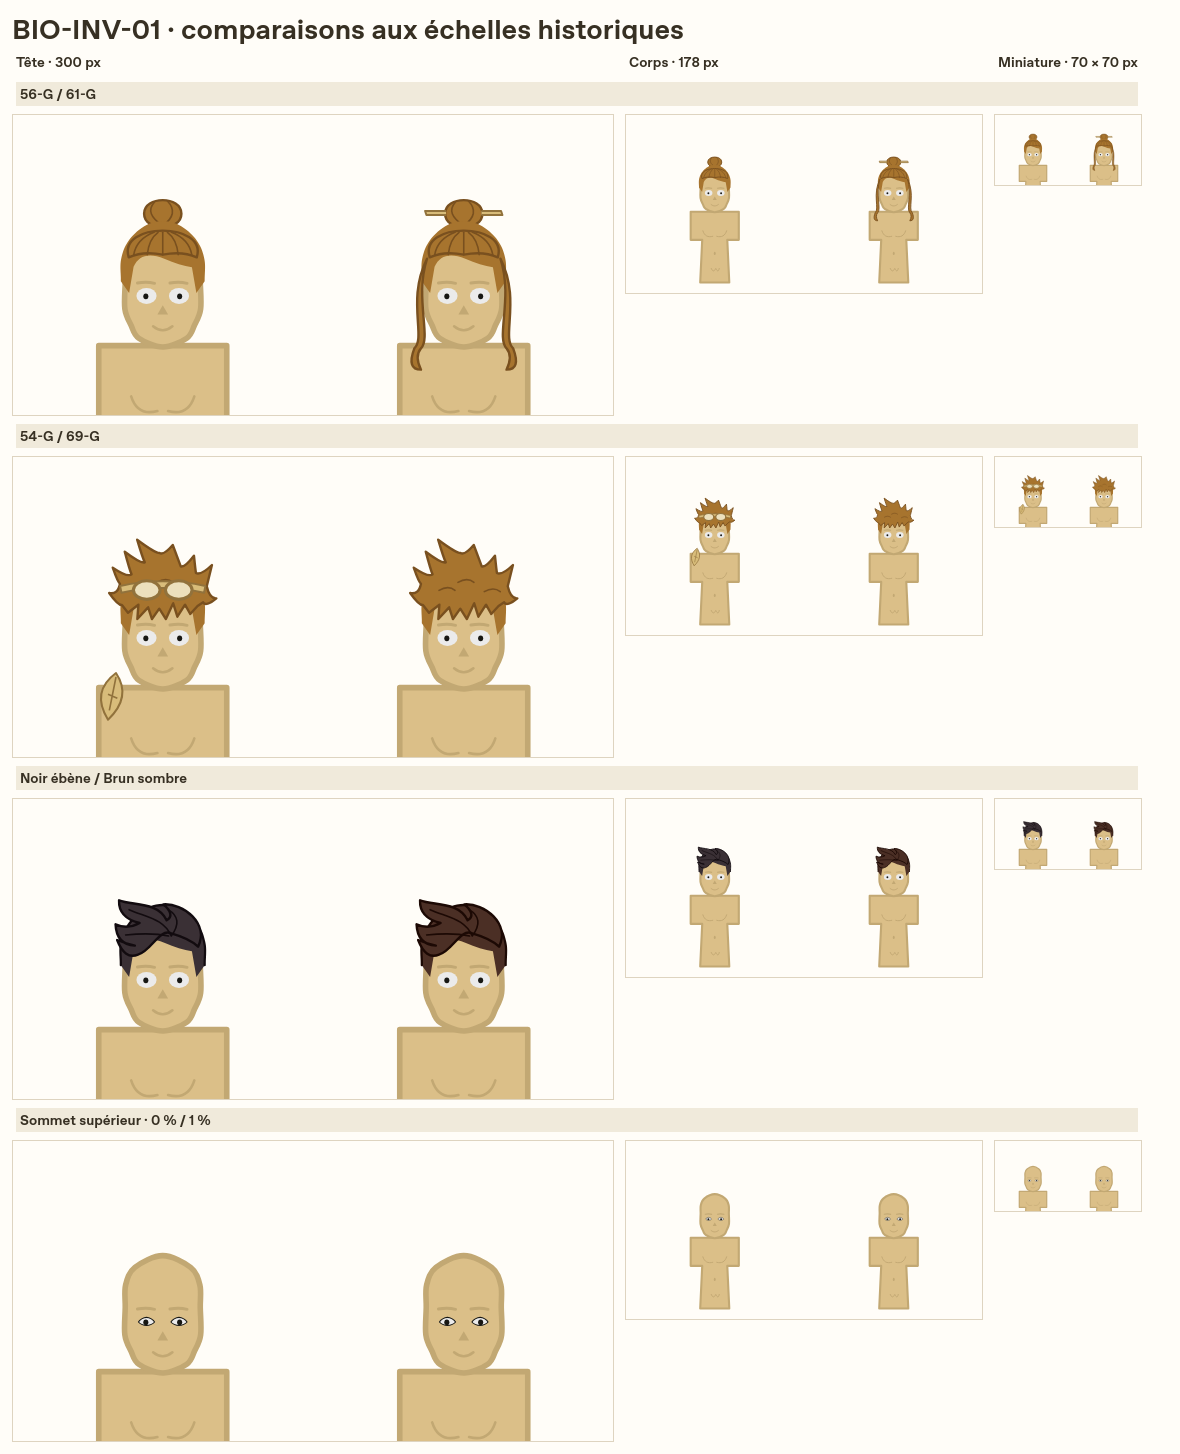 BIO-INV-01 · comparaisons aux échelles historiques
Tête · 300 px
Corps · 178 px
Miniature · 70 × 70 px
56-G / 61-G
54-G / 69-G
Noir ébène / Brun sombre
Sommet supérieur · 0 % / 1 %